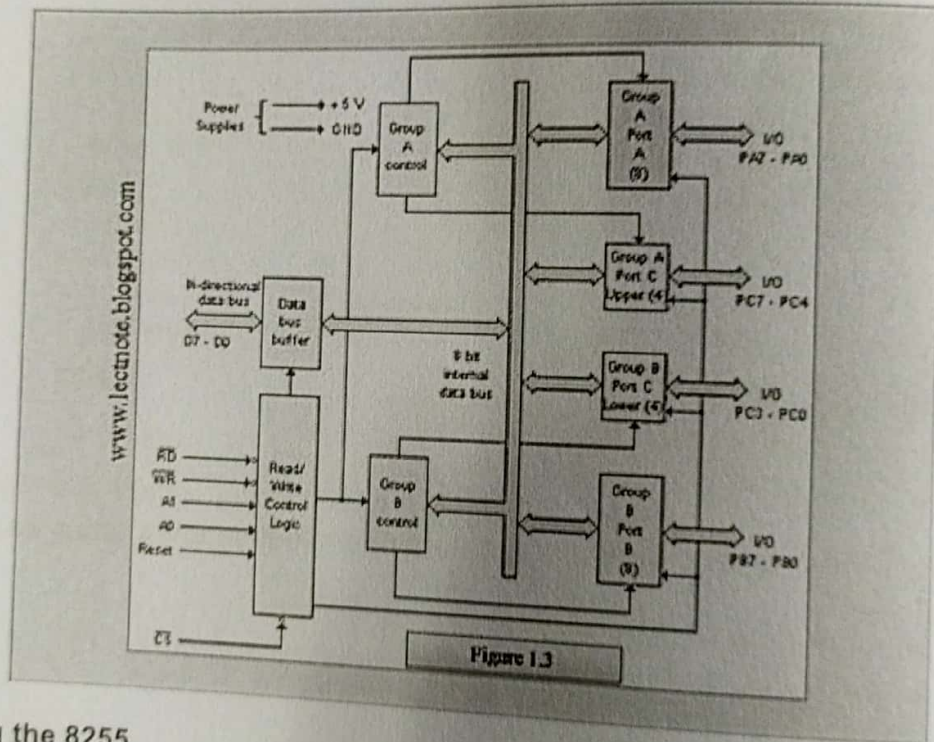 www.lectnote.blogspot.com
Power
Supplies
+5 V
GND
Group
A
control
Group
A
Port
A
(8)
I/O
PA7 - PA0
Group A
Port C
Upper (4
I/O
PC7 - PC4
Bi-directional
data bus
D7 - D0
Data
bus
buffer
8 bit
internal
data bus
Group B
Port C
Lower (4)
I/O
PC3 - PC0
RD
WR
A1
A0
Reset
CS
Read/
Write
Control
Logic
Group
B
control
Group
B
Port
B
(8)
I/O
PB7 - PB0
Figure 1.3
the 8255